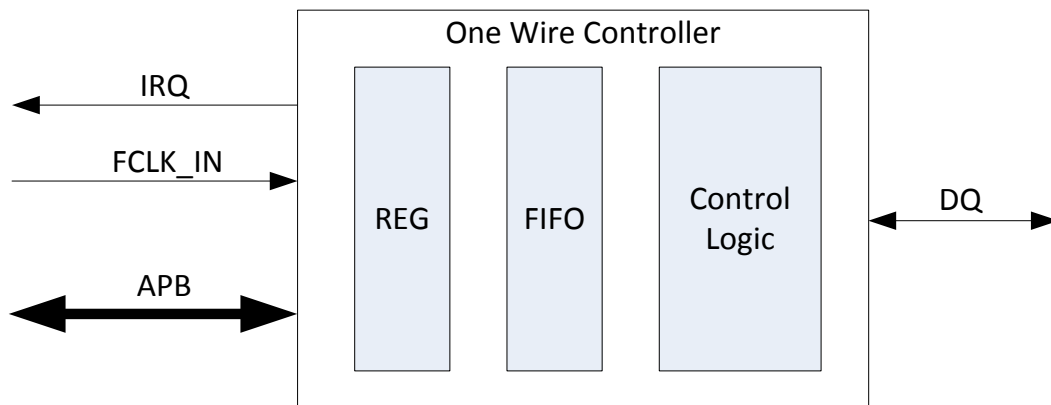 One Wire Controller
IRQ
FCLK_IN
APB
REG
FIFO
Control
Logic
DQ